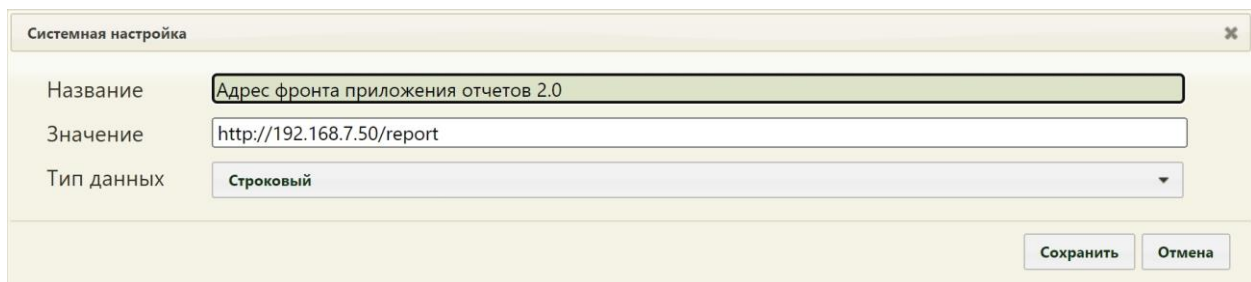 Системная настройка
Название
Адрес фронта приложения отчетов 2.0
Значение
http://192.168.7.50/report
Тип данных
Строковый
Сохранить
Отмена